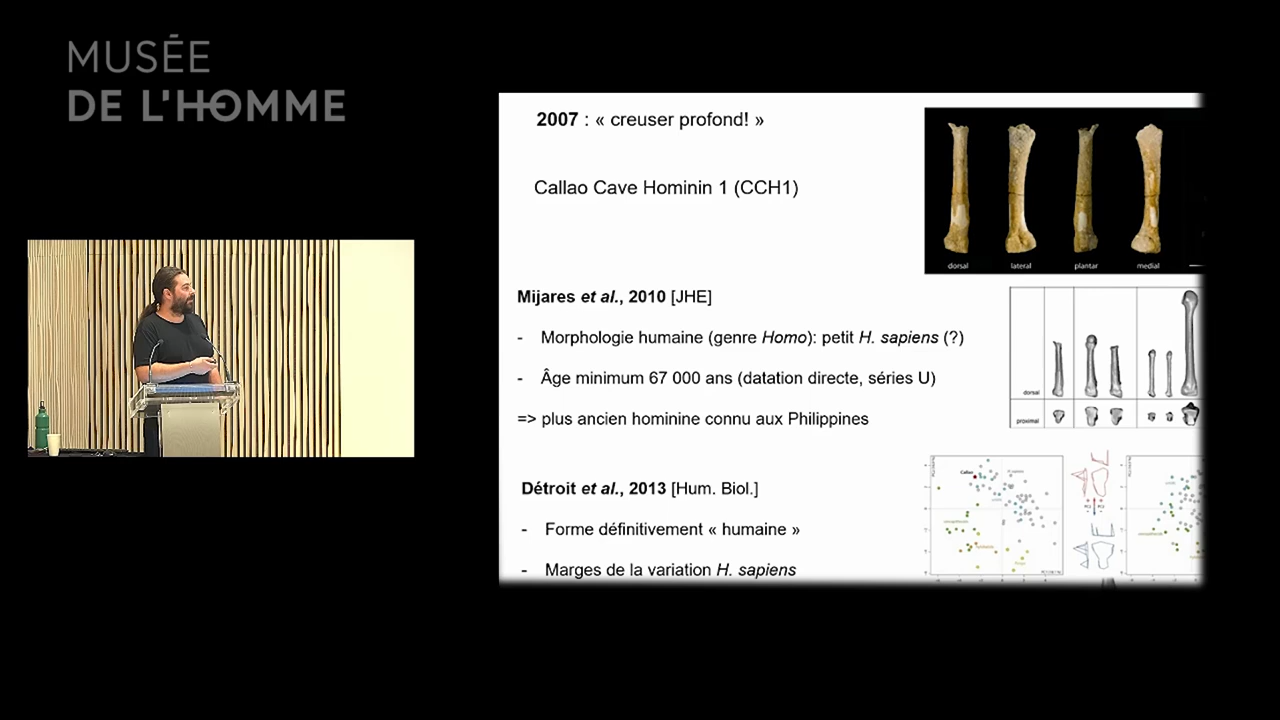 MUSÉE
DE L'HOMME
2007 : « creuser profond! »
Callao Cave Hominin 1 (CCH1)
dorsal lateral plantar medial
Mijares et al., 2010 [JHE]
- Morphologie humaine (genre Homo): petit H. sapiens (?)
- Âge minimum 67 000 ans (datation directe, séries U)
=> plus ancien hominine connu aux Philippines
dorsal
proximal
Détroit et al., 2013 [Hum. Biol.]
- Forme définitivement « humaine »
- Marges de la variation H. sapiens
Callao